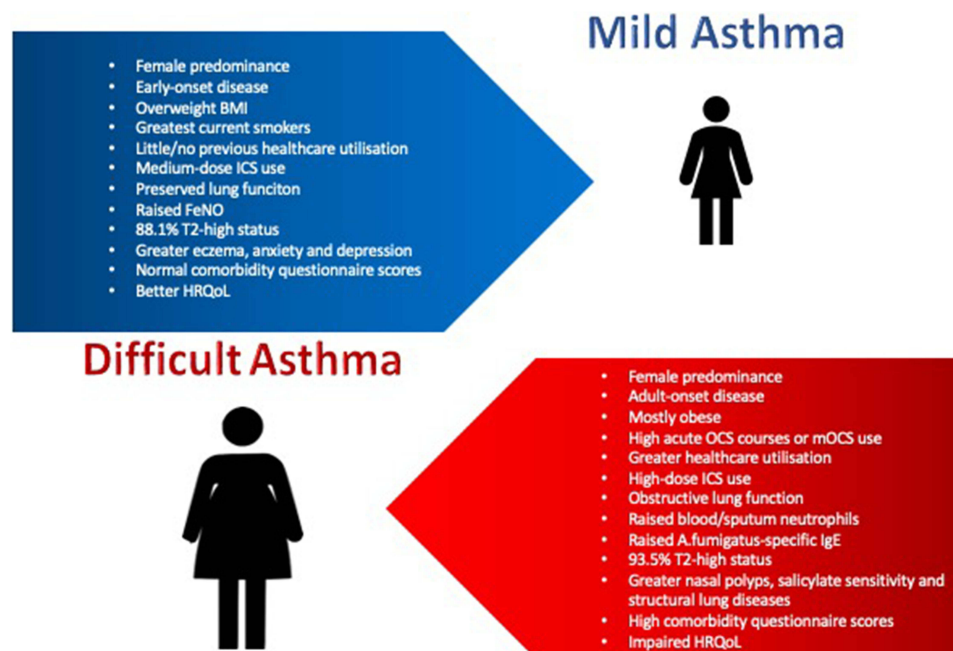 Mild Asthma
• Female predominance
• Early-onset disease
• Overweight BMI
• Greatest current smokers
• Little/no previous healthcare utilisation
• Medium-dose ICS use
• Preserved lung funciton
• Raised FeNO
• 88.1% T2-high status
• Greater eczema, anxiety and depression
• Normal comorbidity questionnaire scores
• Better HRQoL
Difficult Asthma
• Female predominance
• Adult-onset disease
• Mostly obese
• High acute OCS courses or mOCS use
• Greater healthcare utilisation
• High-dose ICS use
• Obstructive lung function
• Raised blood/sputum neutrophils
• Raised A.fumigatus-specific IgE
• 93.5% T2-high status
• Greater nasal polyps, salicylate sensitivity and
structural lung diseases
• High comorbidity questionnaire scores
• Impaired HRQoL